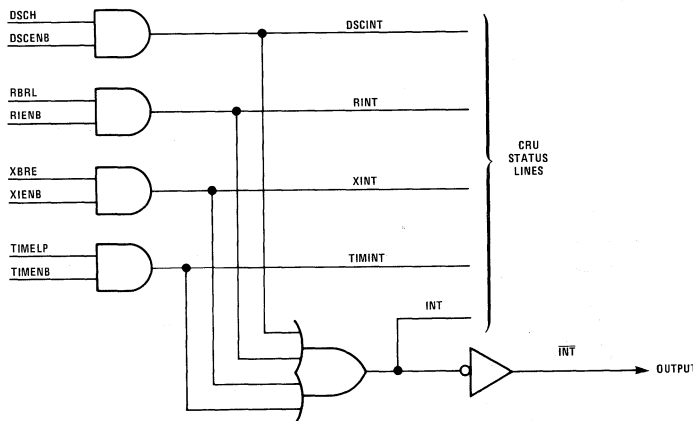 DSCH
DSCENB
DSCINT
RBRL
RIENB
RINT
XBRE
XIENB
XINT
TIMELP
TIMENB
TIMINT
INT
CRU
STATUS
LINES
INT
OUTPUT